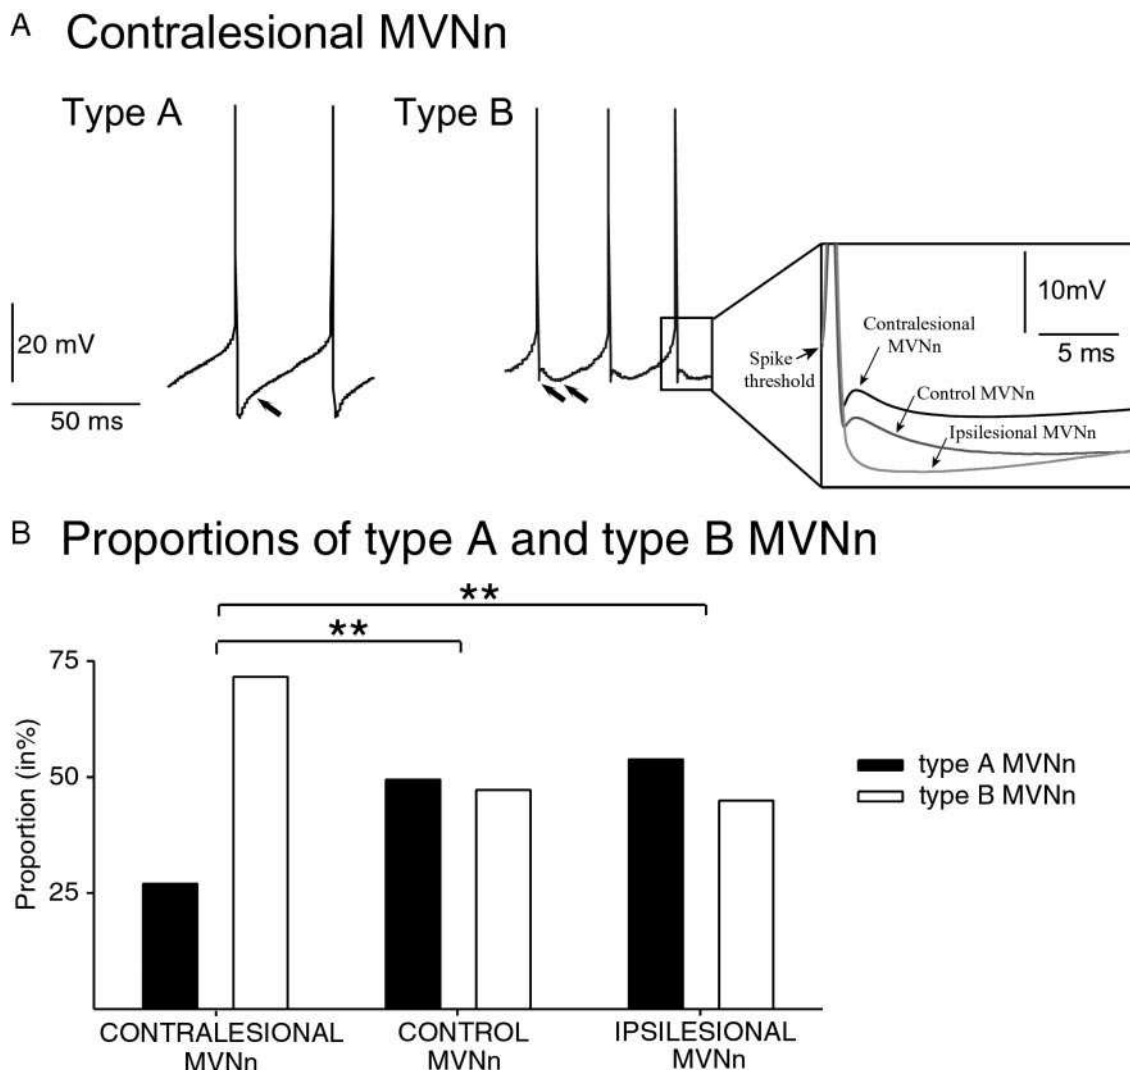 A Contralesional MVNn
Type A
Type B
20 mV
50 ms
10mV
5 ms
Contralesional
MVNn
Spike
threshold
Control MVNn
Ipsilesional MVNn
B Proportions of type A and type B MVNn
**
**
75
50
25
Proportion (in%)
type A MVNn
type B MVNn
CONTRALESIONAL
MVNn
CONTROL
MVNn
IPSILESIONAL
MVNn